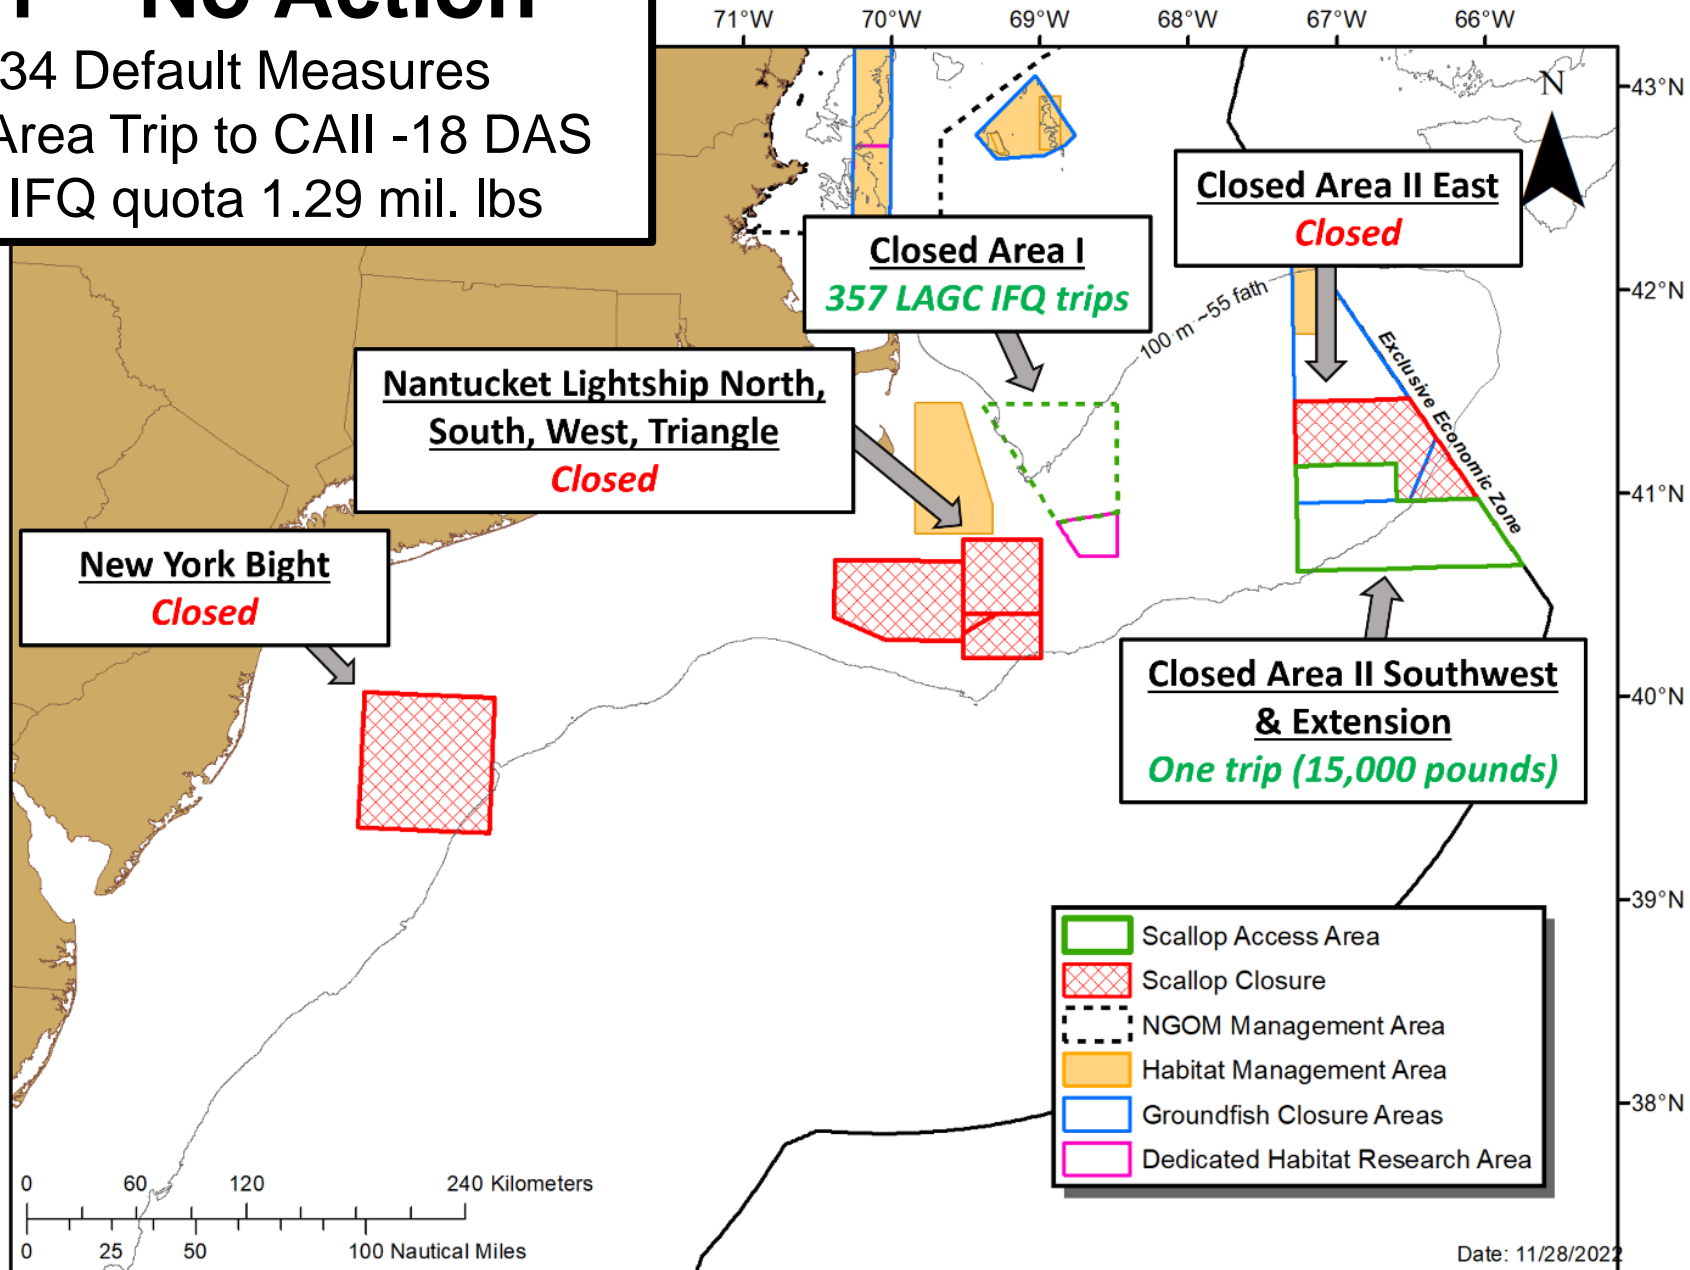 No Action
34 Default Measures
Area Trip to CAII -18 DAS
IFQ quota 1.29 mil. lbs
71°W
70°W
69°W
68°W
67°W
66°W
43°N
42°N
41°N
40°N
39°N
38°N
N
Closed Area II East
Closed
Closed Area I
357 LAGC IFQ trips
100 m ~55 fath
Exclusive Economic Zone
Nantucket Lightship North,
South, West, Triangle
Closed
New York Bight
Closed
Closed Area II Southwest
& Extension
One trip (15,000 pounds)
Scallop Access Area
Scallop Closure
NGOM Management Area
Habitat Management Area
Groundfish Closure Areas
Dedicated Habitat Research Area
0 60 120 240 Kilometers
0 25 50 100 Nautical Miles
Date: 11/28/2022